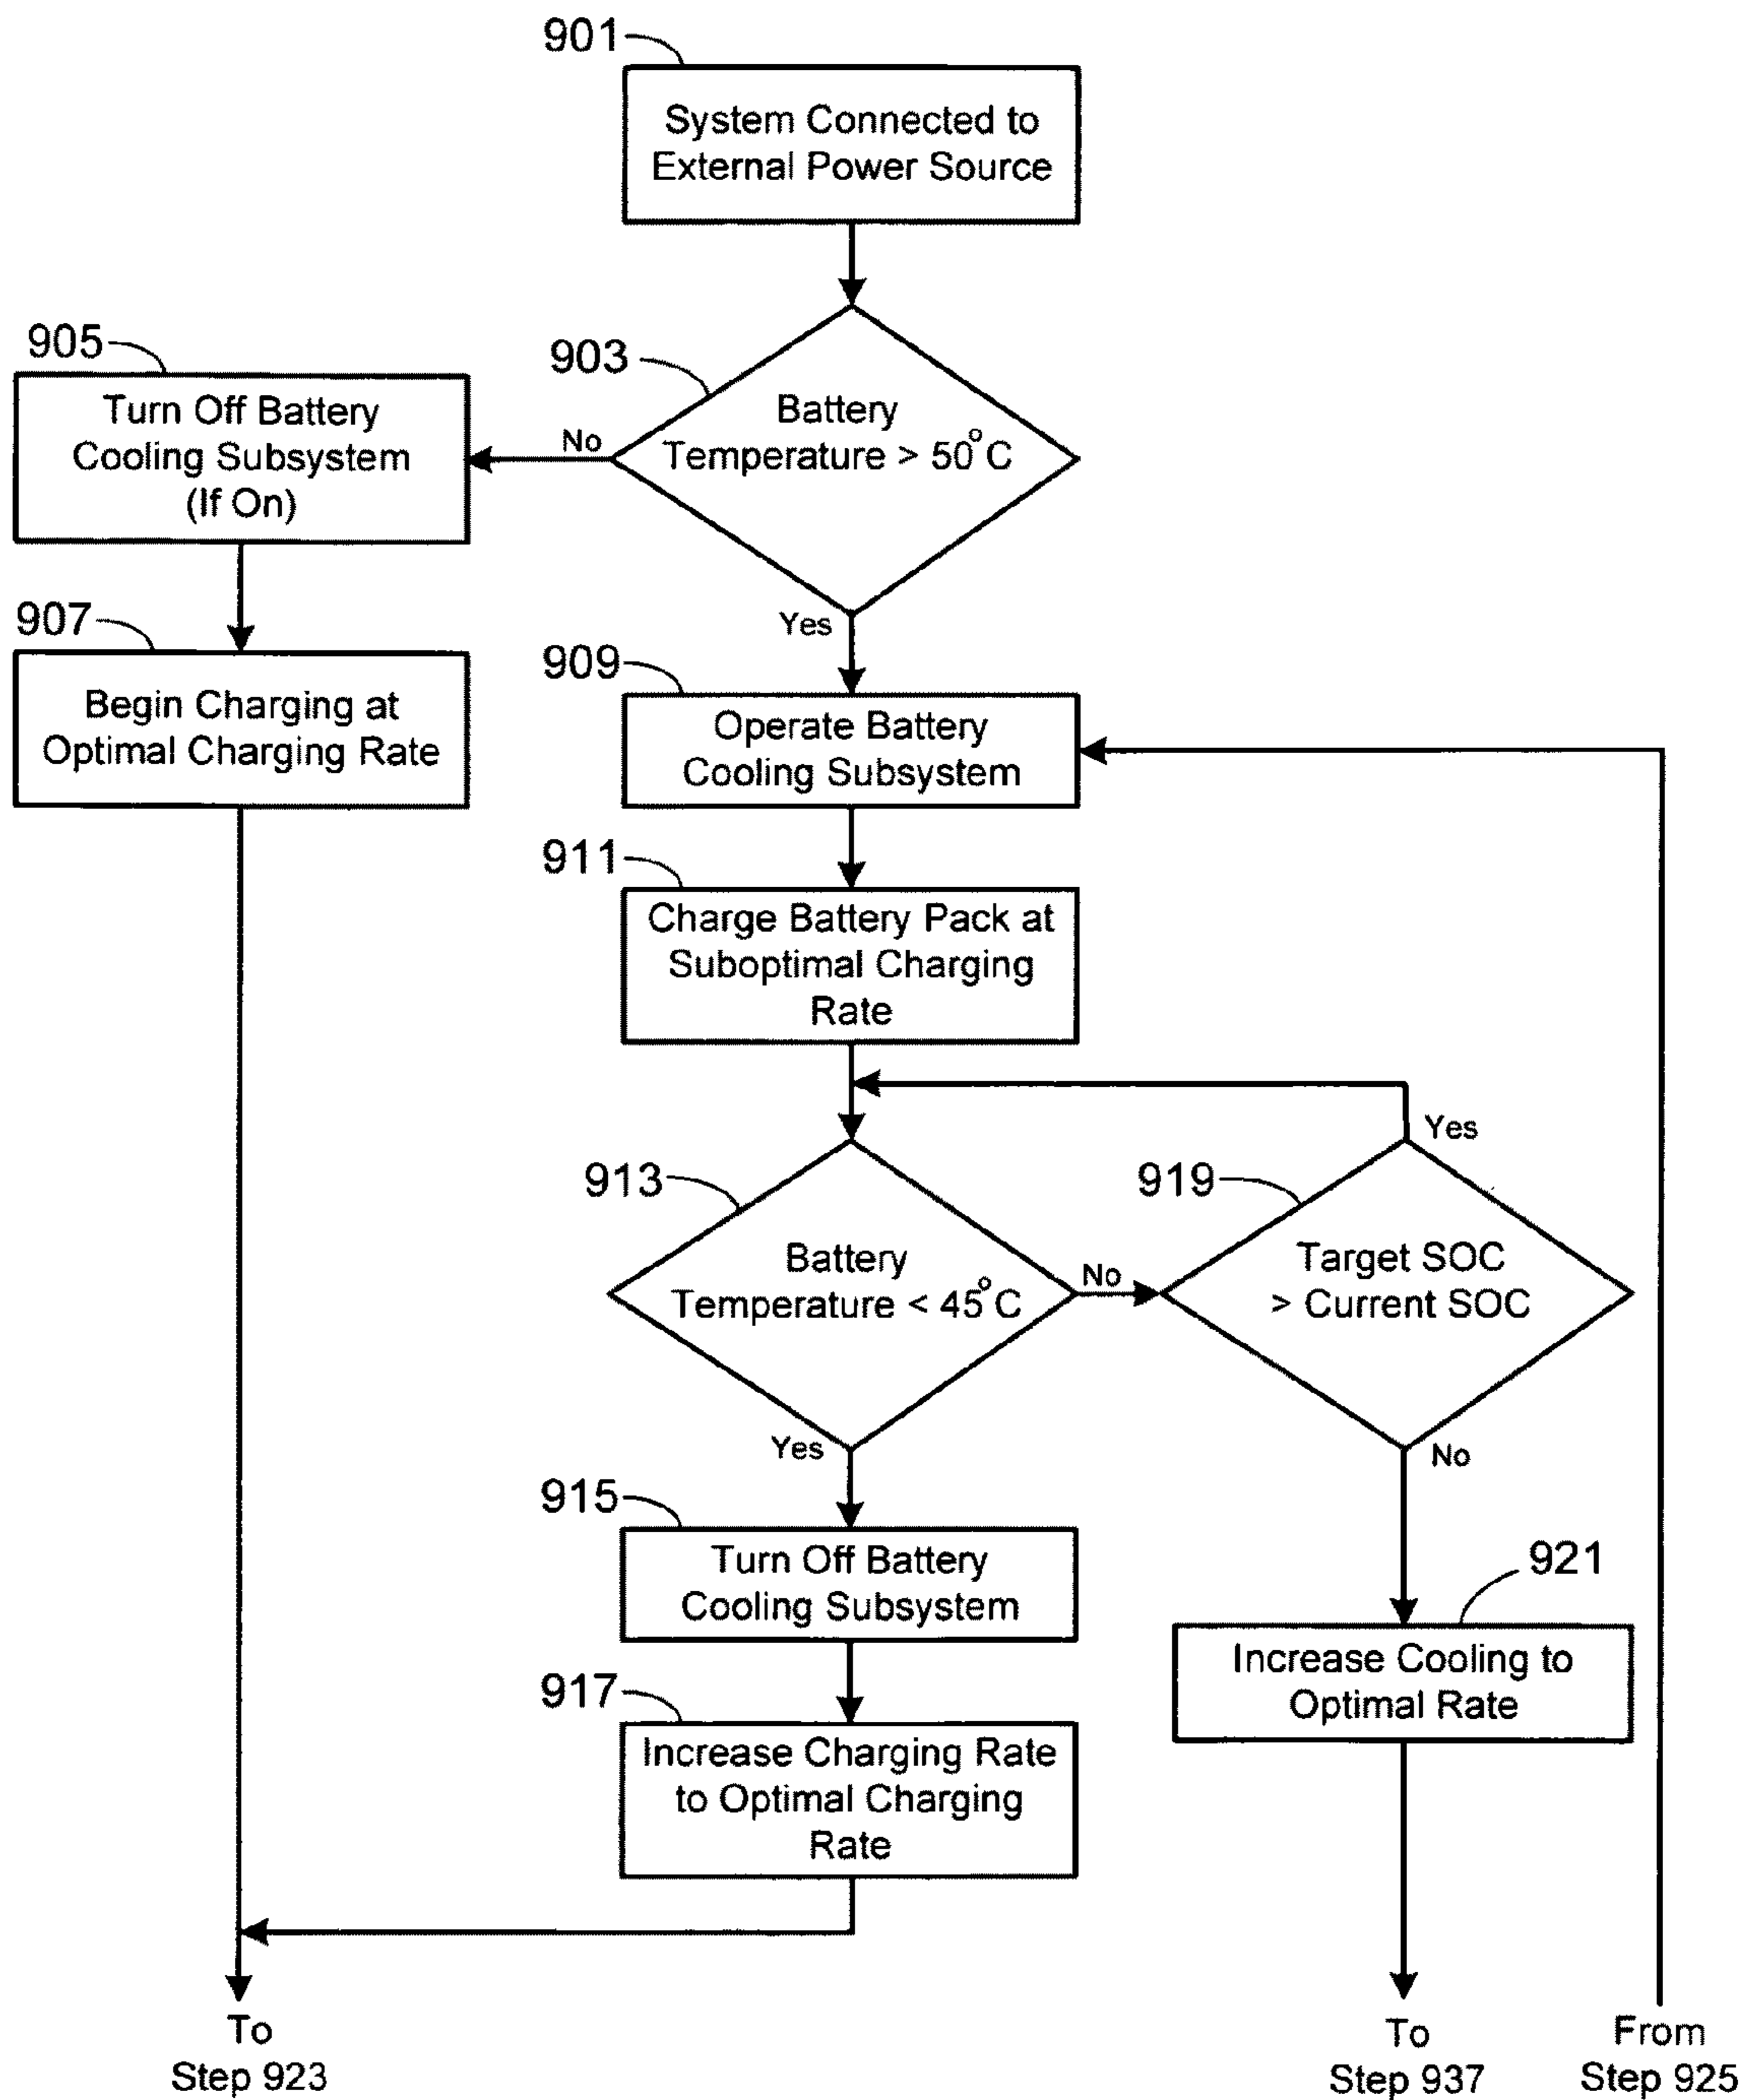 901
System Connected to
External Power Source
903
Battery
Temperature > 50°C
No
Yes
905
Turn Off Battery
Cooling Subsystem
(If On)
907
Begin Charging at
Optimal Charging Rate
909
Operate Battery
Cooling Subsystem
911
Charge Battery Pack at
Suboptimal Charging
Rate
913
Battery
Temperature < 45°C
No
Yes
919
Target SOC
> Current SOC
Yes
No
915
Turn Off Battery
Cooling Subsystem
917
Increase Charging Rate
to Optimal Charging
Rate
921
Increase Cooling to
Optimal Rate
To
Step 923
To
Step 937
From
Step 925